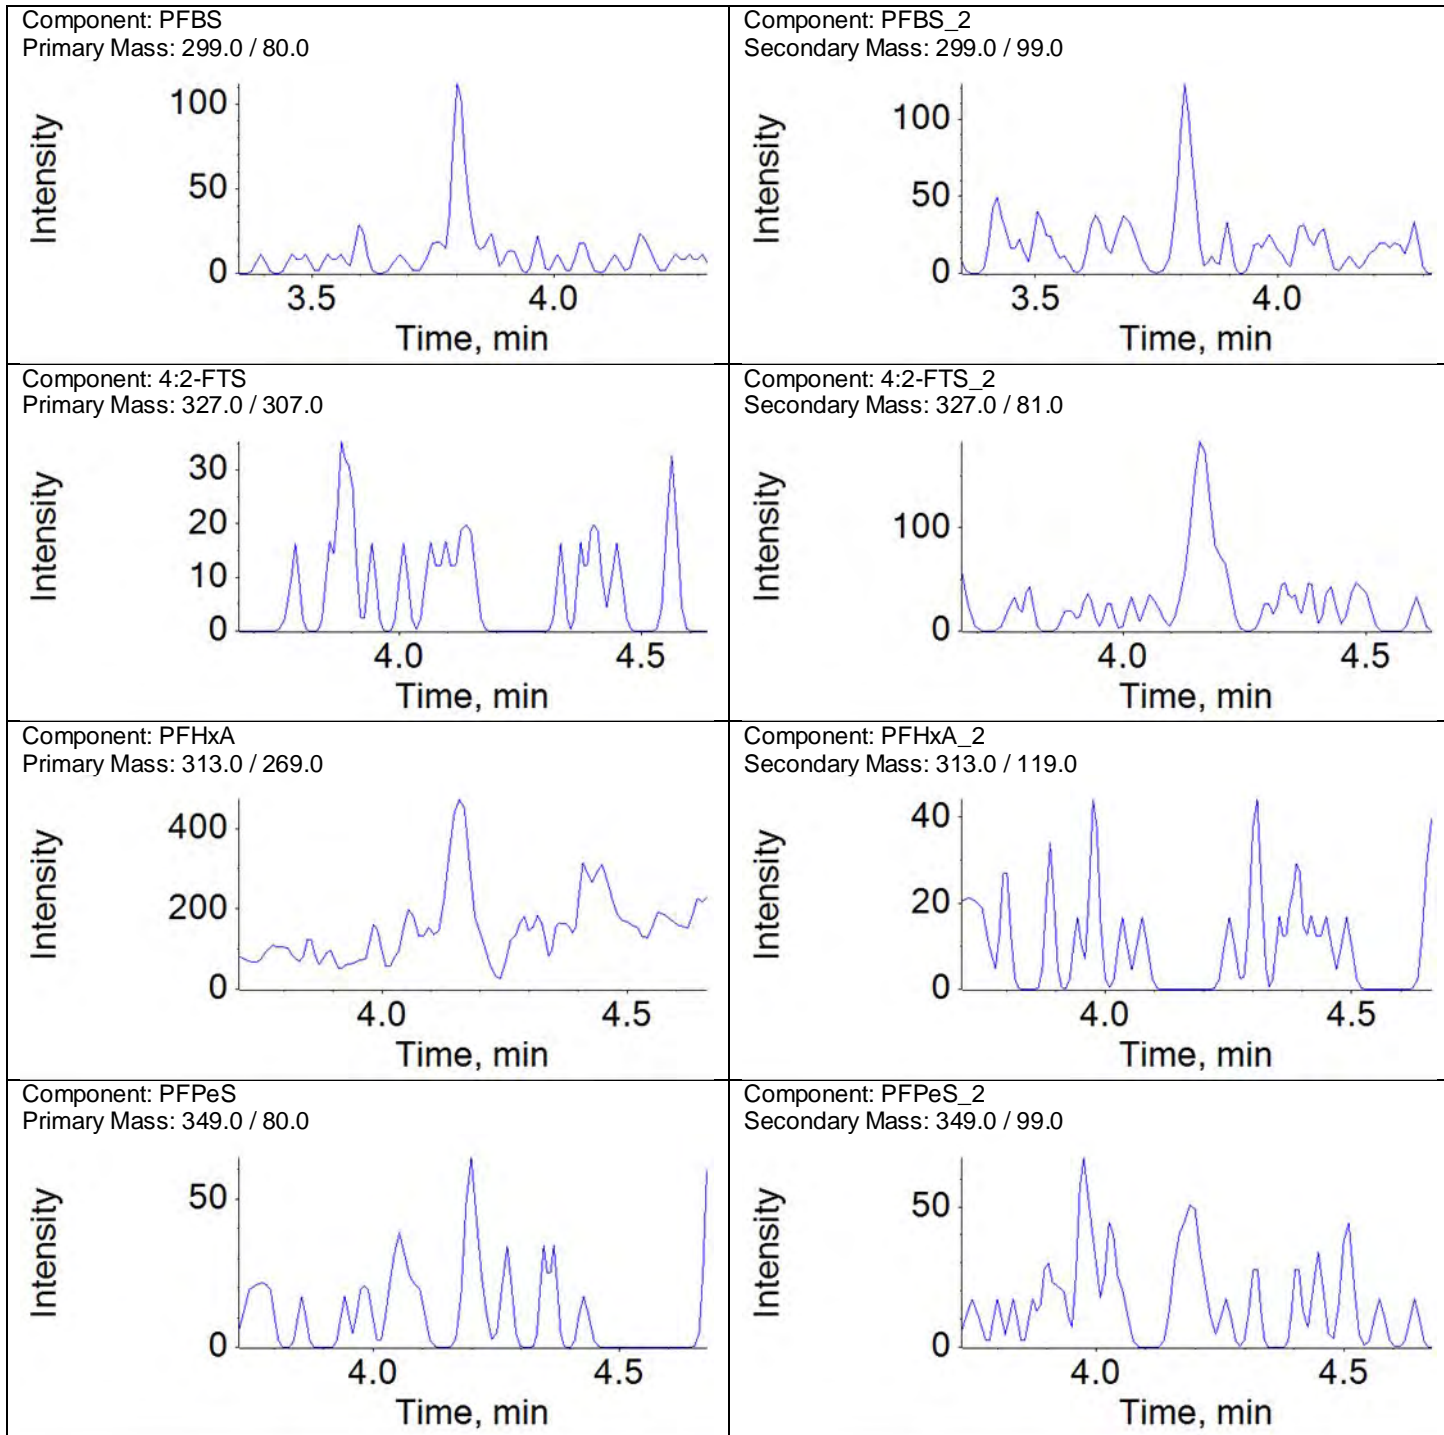 Component: PFBS
Primary Mass: 299.0 / 80.0
Intensity
100
50
0
3.5
4.0
Time, min
Component: PFBS_2
Secondary Mass: 299.0 / 99.0
Intensity
100
50
0
3.5
4.0
Time, min
Component: 4:2-FTS
Primary Mass: 327.0 / 307.0
Intensity
30
20
10
0
4.0
4.5
Time, min
Component: 4:2-FTS_2
Secondary Mass: 327.0 / 81.0
Intensity
100
0
4.0
4.5
Time, min
Component: PFHxA
Primary Mass: 313.0 / 269.0
Intensity
400
200
0
4.0
4.5
Time, min
Component: PFHxA_2
Secondary Mass: 313.0 / 119.0
Intensity
40
20
0
4.0
4.5
Time, min
Component: PFPeS
Primary Mass: 349.0 / 80.0
Intensity
50
0
4.0
4.5
Time, min
Component: PFPeS_2
Secondary Mass: 349.0 / 99.0
Intensity
50
0
4.0
4.5
Time, min